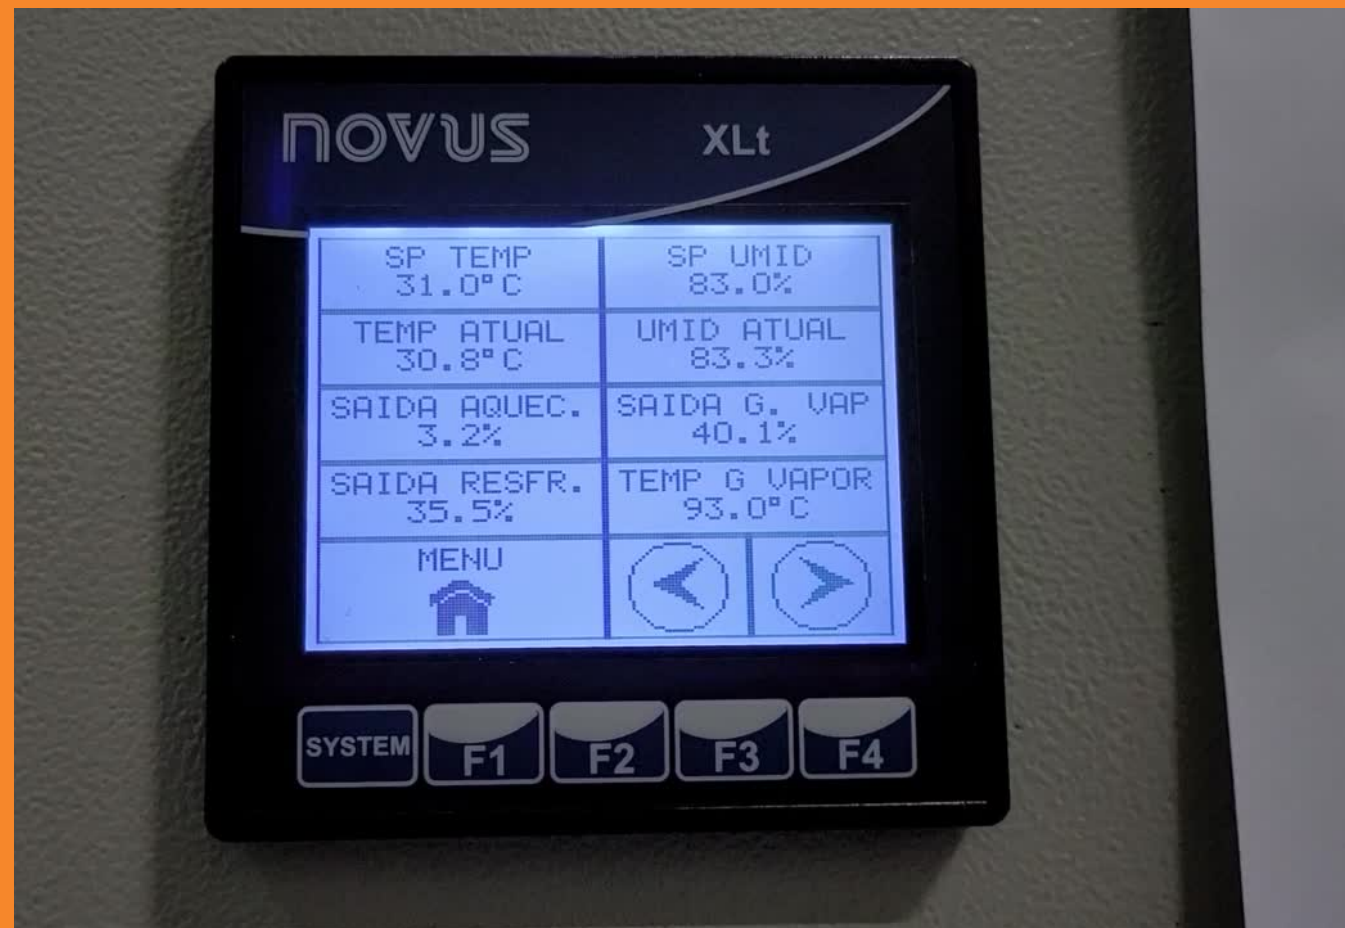 NOVUS
XLt
SP TEMP
31.0°C
SP UMID
83.0%
TEMP ATUAL
30.8°C
UMID ATUAL
83.3%
SAIDA AQUEC.
3.2%
SAIDA G. VAP
40.1%
SAIDA RESFR.
35.5%
TEMP G VAPOR
93.0°C
MENU
SYSTEM
F1
F2
F3
F4